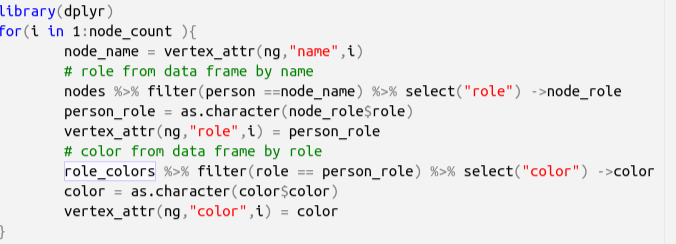 library(dplyr)
for(i in 1:node_count ){
node_name = vertex_attr(ng,"name",i)
# role from data frame by name
nodes %>% filter(person ==node_name) %>% select("role") ->node_role
person_role = as.character(node_role$role)
vertex_attr(ng,"role",i) = person_role
# color from data frame by role
role_colors %>% filter(role == person_role) %>% select("color") ->color
color = as.character(color$color)
vertex_attr(ng,"color",i) = color
}